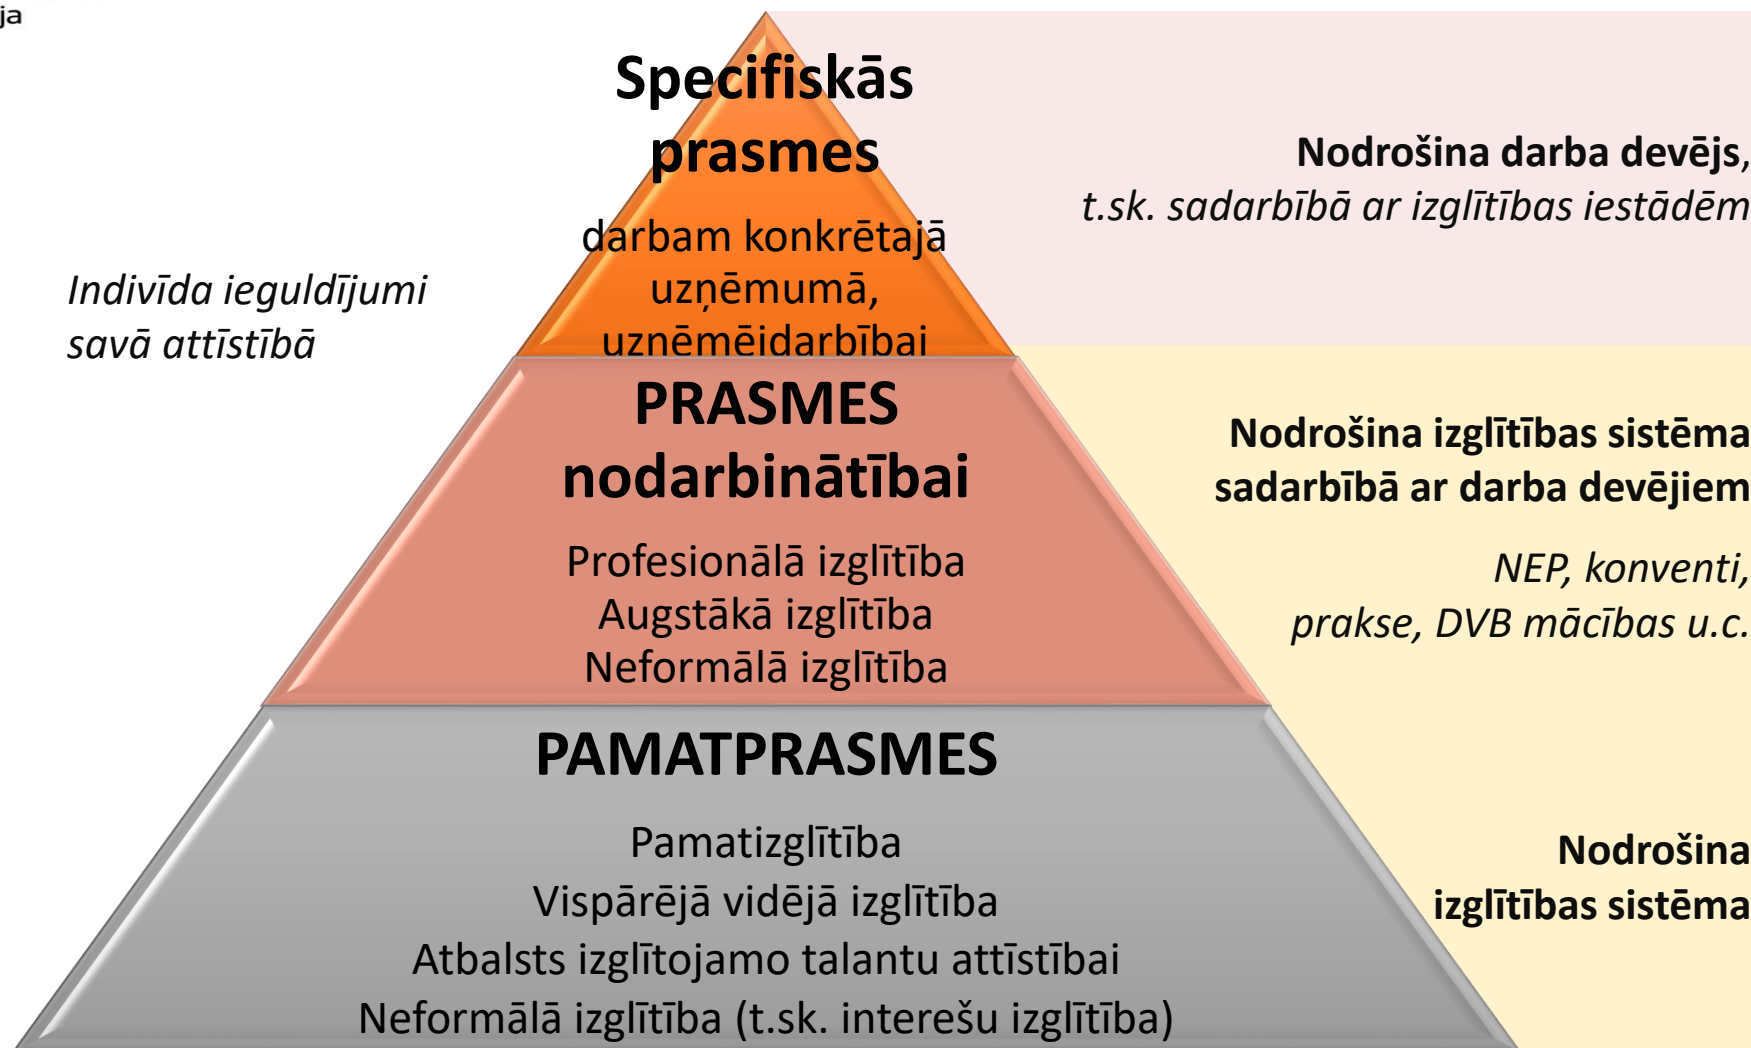 ja
Specifiskās
prasmes
darbam konkrētajā
uzņēmumā,
uzņēmējdarbībai
Nodrošina darba devējs,
t.sk. sadarbībā ar izglītības iestādēm
Indivīda ieguldījumi
savā attīstībā
PRASMES
nodarbinātībai
Profesionālā izglītība
Augstākā izglītība
Neformālā izglītība
Nodrošina izglītības sistēma
sadarbībā ar darba devējiem
NEP, konventi,
prakse, DVB mācības u.c.
PAMATPRASMES
Pamatizglītība
Vispārējā vidējā izglītība
Atbalsts izglītojamo talantu attīstībai
Neformālā izglītība (t.sk. interešu izglītība)
Nodrošina
izglītības sistēma